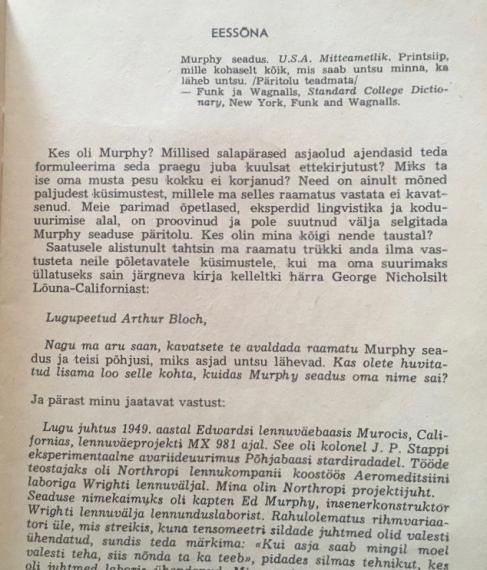 EESSÕNA
Murphy seadus. U.S.A. Mitteametlik. Printsiip,
mille kohaselt kõik, mis saab untsu minna, ka
läheb untsu. /Päritolu teadmata/
— Funk ja Wagnalls, Standard College Dictio-
nary, New York, Funk and Wagnalls.
Kes oli Murphy? Millised salapärased asjaolud ajendasid teda
formuleerima seda praegu juba kuulsat ettekirjutust? Miks ta
ise oma musta pesu kokku ei korjanud? Need on ainult mõned
paljudest küsimustest, millele ma selles raamatus vastata ei kavat-
senud. Meie parimad õpetlased, eksperdid lingvistika ja kodu-
uurimise alal, on proovinud ja pole suutnud välja selgitada
Murphy seaduse päritolu. Kes olin mina kõigi nende taustal?
Saatusele alistunult tahtsin ma raamatu trükki anda ilma vas-
tusteta neile põletavatele küsimustele, kui ma oma suurimaks
üllatuseks sain järgneva kirja kelleltki härra George Nicholsilt
Lõuna-Californiast:
Lugupeetud Arthur Bloch,
Nagu ma aru saan, kavatsete te avaldada raamatu Murphy sea-
dus ja teisi põhjusi, miks asjad untsu lähevad. Kas olete huvita-
tud lisama loo selle kohta, kuidas Murphy seadus oma nime sai?
Ja pärast minu jaatavat vastust:
Lugu juhtus 1949. aastal Edwardsi lennuväebaasis Murocis, Cali-
fornias, lennuväeprojekti MX 981 ajal. See oli kolonel J. P. Stappi
eksperimentaalne avariideuurimus Põhjabaasi stardiradadel. Tööde
teostajaks oli Northropi lennukompanii koostöös Aeromeditsiini
laboriga Wrighti lennuväljal. Mina olin Northropi projektijuht.
Seaduse nimekaimuks oli kapten Ed Murphy, insenerkonstruktor
Wrighti lennuvälja lennunduslaborist. Rahulolematus rihmvariaa-
tori üle, mis streikis, kuna tensomeetri sildade juhtmed olid valesti
ühendatud, sundis teda märkima: «Kui asja saab mingil moel
valesti teha, siis nõnda ta ka teeb», pidades silmas tehnikut, kes
oli juhtmed laboris ühendanud.